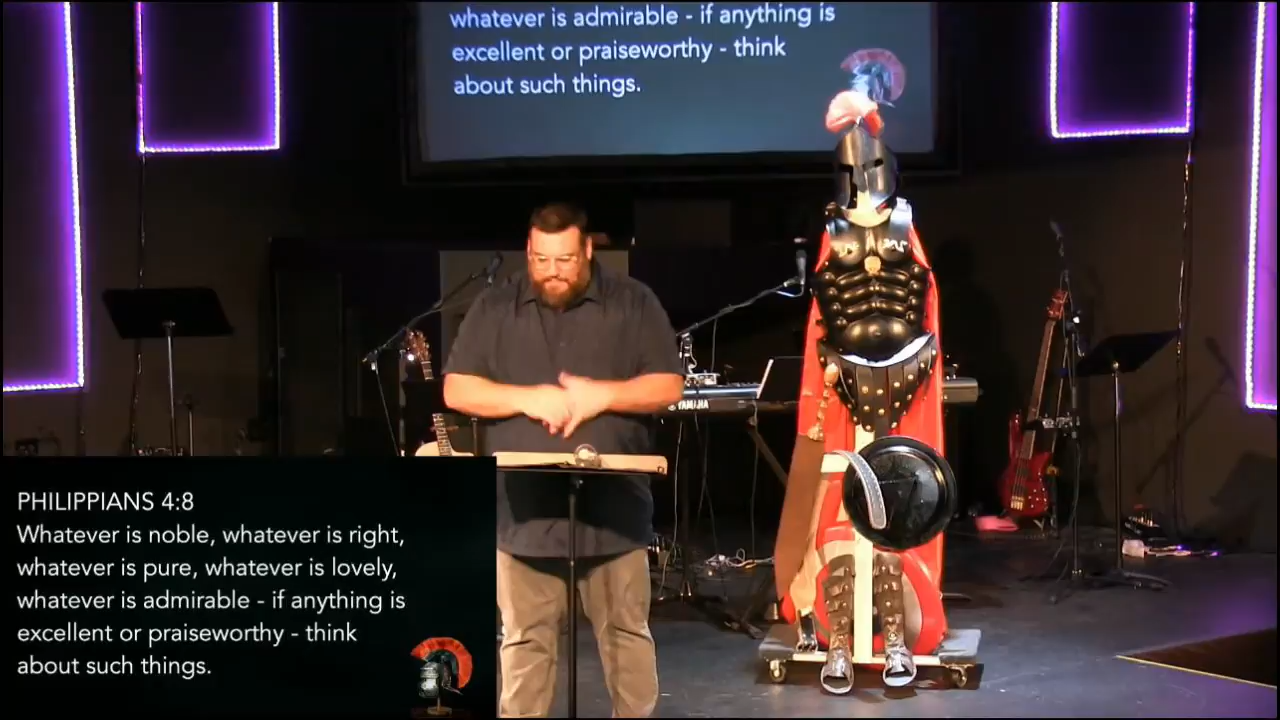 whatever is admirable - if anything is
excellent or praiseworthy - think
about such things.
YAMAHA
PHILIPPIANS 4:8
Whatever is noble, whatever is right,
whatever is pure, whatever is lovely,
whatever is admirable - if anything is
excellent or praiseworthy - think
about such things.